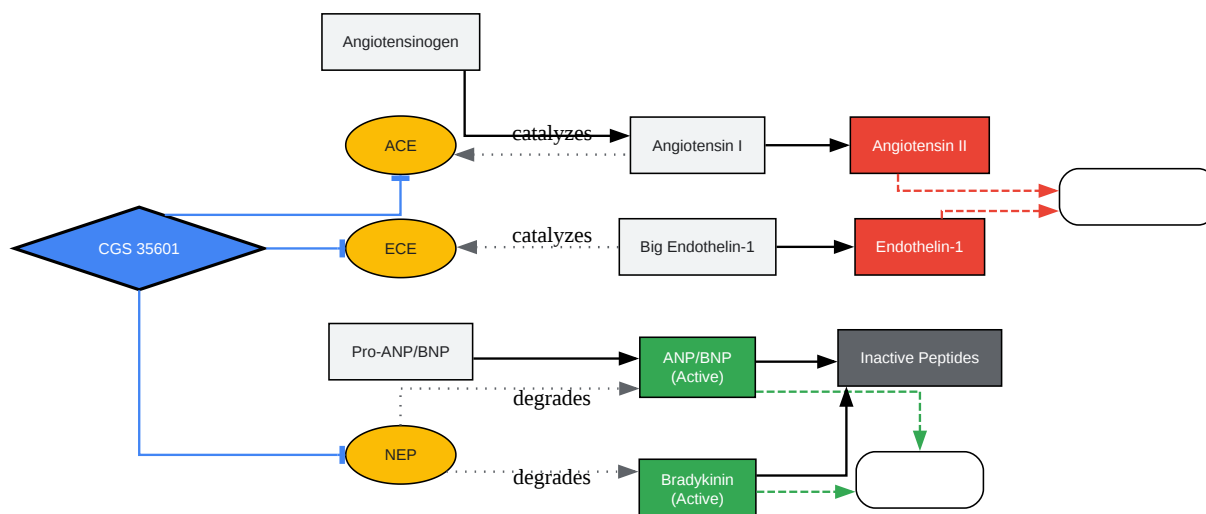 Angiotensinogen
ACE
catalyzes
Angiotensin I
Angiotensin II
CGS 35601
ECE
catalyzes
Big Endothelin-1
Endothelin-1
Pro-ANP/BNP
ANP/BNP
(Active)
Inactive Peptides
degrades
NEP
degrades
Bradykinin
(Active)